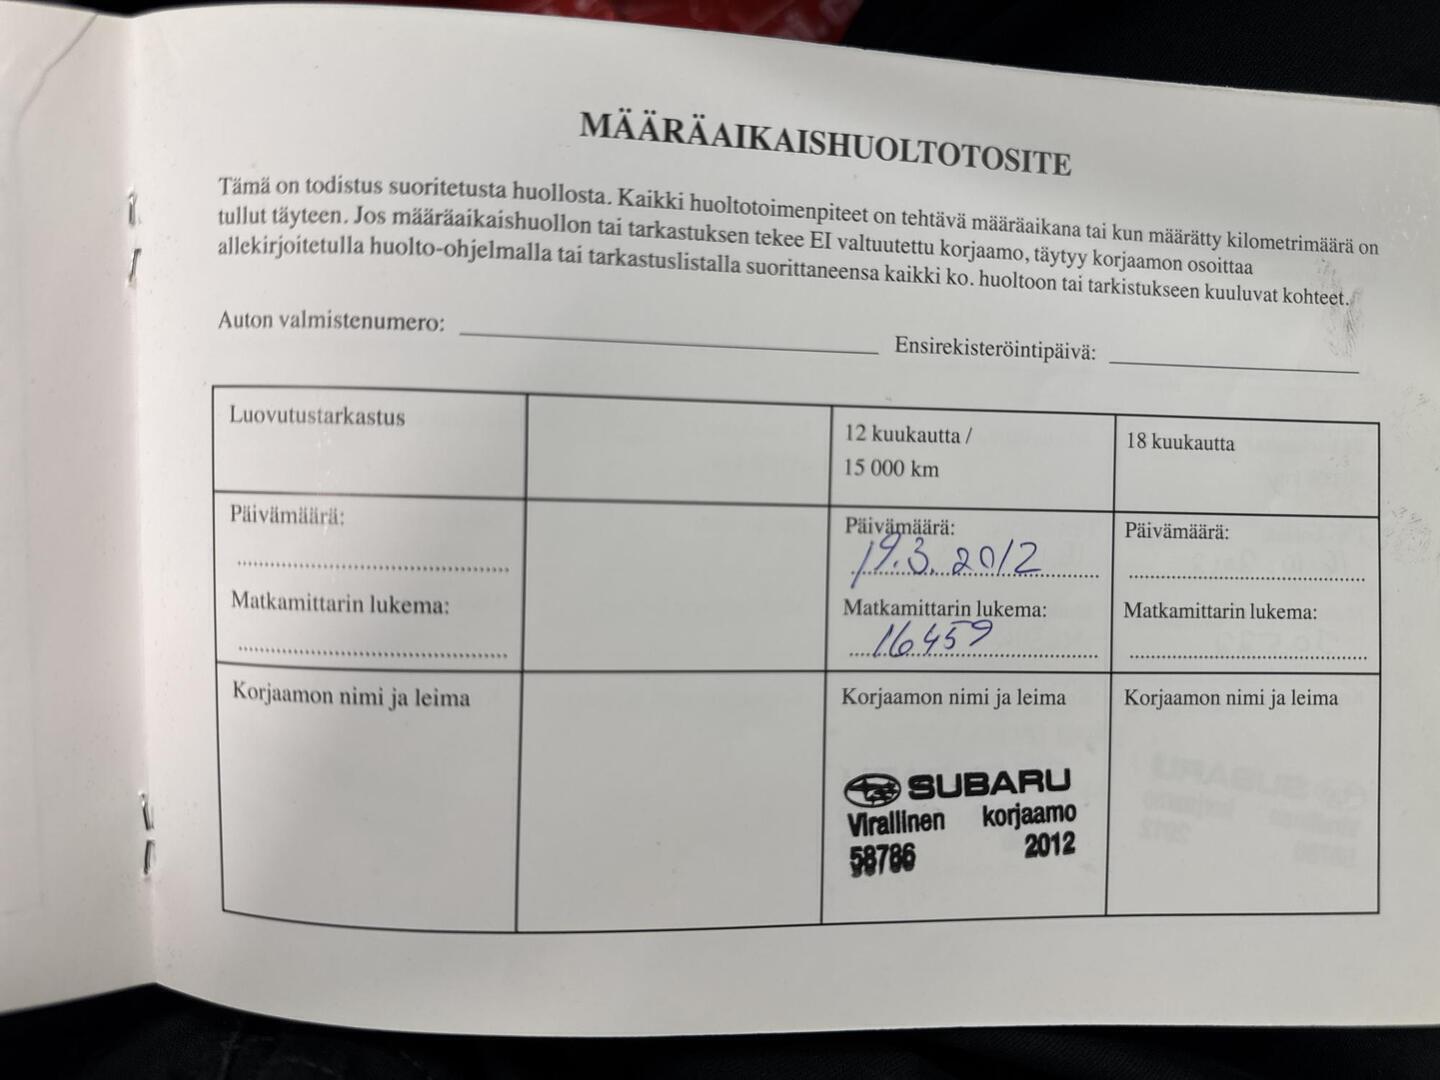 MÄÄRÄAIKAISHUOLTOTOSITE
Tämä on todistus suoritetusta huollosta. Kaikki huoltotoimenpiteet on tehtävä määräaikana tai kun määrätty kilometrimäärä on
tullut täyteen. Jos määräaikaishuollon tai tarkastuksen tekee EI valtuutettu korjaamo, täytyy korjaamon osoittaa
allekirjoitetulla huolto-ohjelmalla tai tarkastuslistalla suorittaneensa kaikki ko. huoltoon tai tarkistukseen kuuluvat kohteet.
Auton valmistenumero: Ensirekisteröintipäivä:
Luovutustarkastus
12 kuukautta /
15 000 km
18 kuukautta
Päivämäärä:
Matkamittarin lukema:
Päivämäärä:
19.3.2012
Matkamittarin lukema:
16459
Päivämäärä:
Matkamittarin lukema:
Korjaamon nimi ja leima
Korjaamon nimi ja leima
SUBARU
Virallinen korjaamo
58786 2012
Korjaamon nimi ja leima